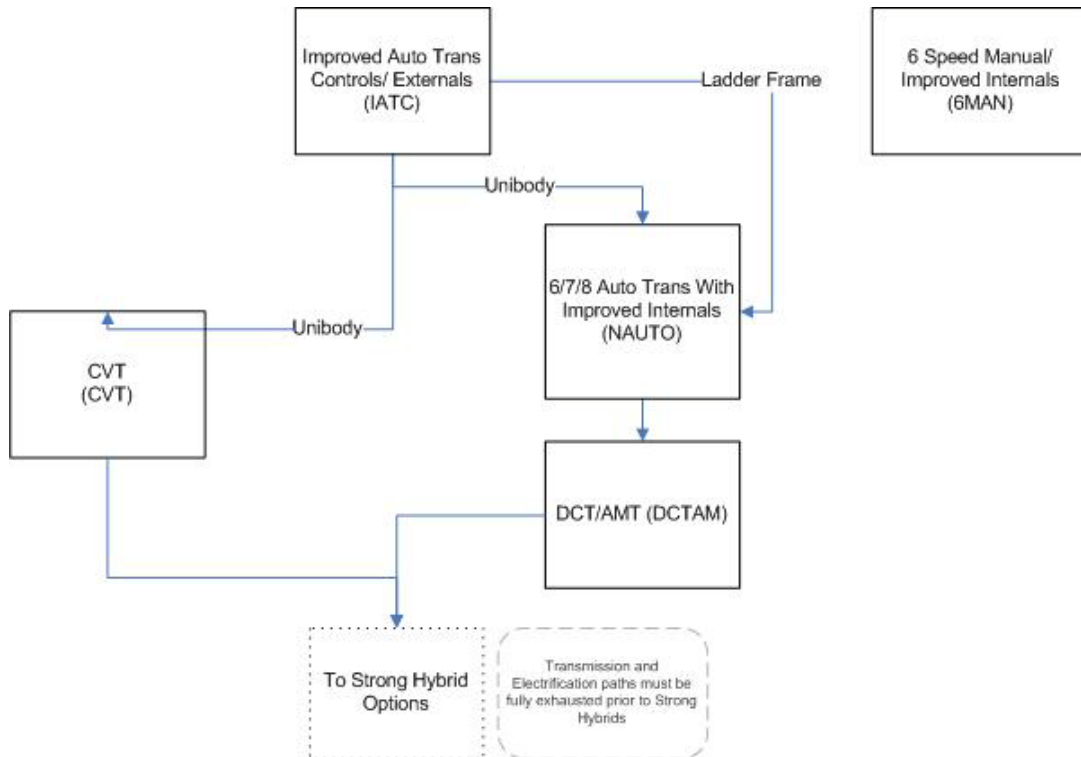 Improved Auto Trans
Controls/ Externals
(IATC)
Ladder Frame
6 Speed Manual/
Improved Internals
(6MAN)
Unibody
6/7/8 Auto Trans With
Improved Internals
(NAUTO)
Unibody
CVT
(CVT)
DCT/AMT (DCTAM)
To Strong Hybrid
Options
Transmission and
Electrification paths must be
fully exhausted prior to Strong
Hybrids